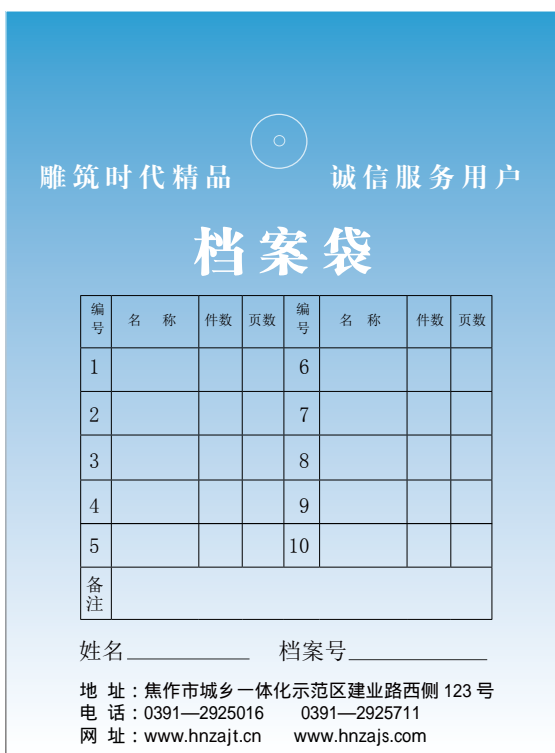 雕筑时代精品 诚信服务用户
档案袋
编号 名 称 件数 页数 编号 名 称 件数 页数
1 6
2 7
3 8
4 9
5 10
备注
姓名 档案号
地 址：焦作市城乡一体化示范区建业路西侧 123 号
电 话：0391—2925016 0391—2925711
网 址：www.hnzajt.cn www.hnzajs.com